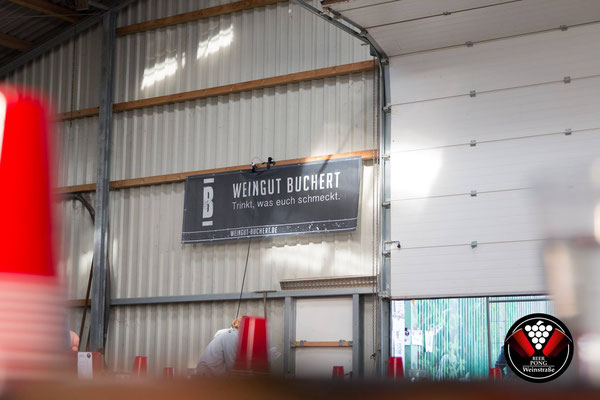 B
WEINGUT BUCHERT
Trinkt, was euch schmeckt.
WEINGUT-BUCHERT.DE
BEER
PONG
Weinstraße